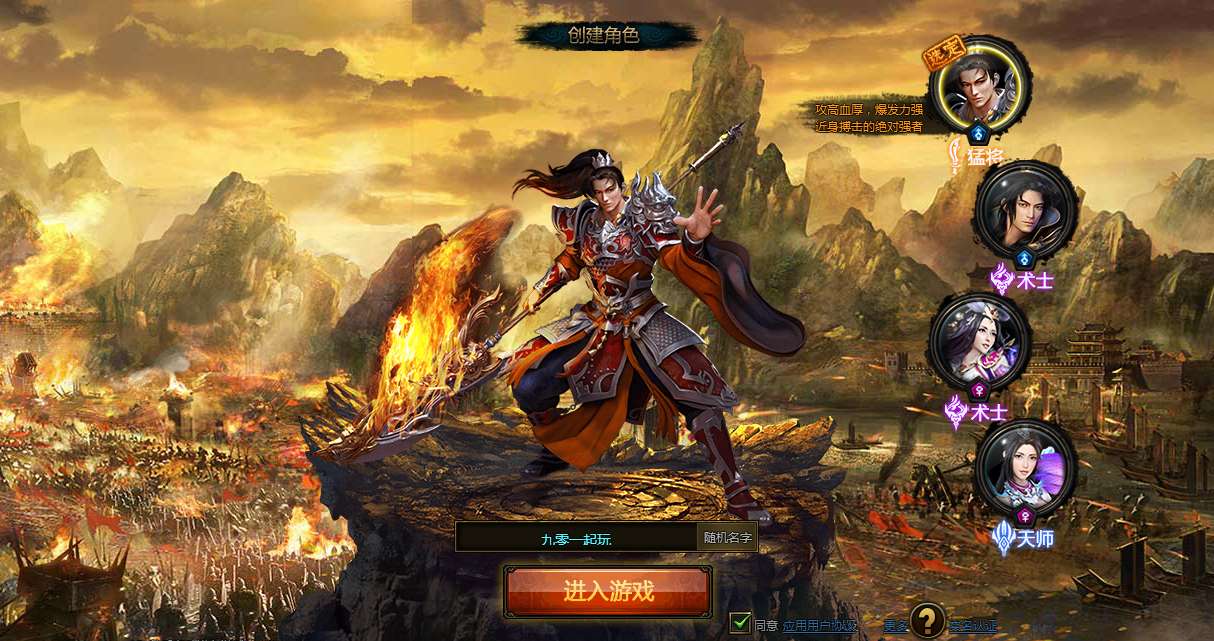 创建角色
选定
攻高血厚，爆发力强
近身搏击的绝对强者
猛将
术士
术士
天师
九零一起玩
随机名字
进入游戏
同意 应用用户协议
更多
?